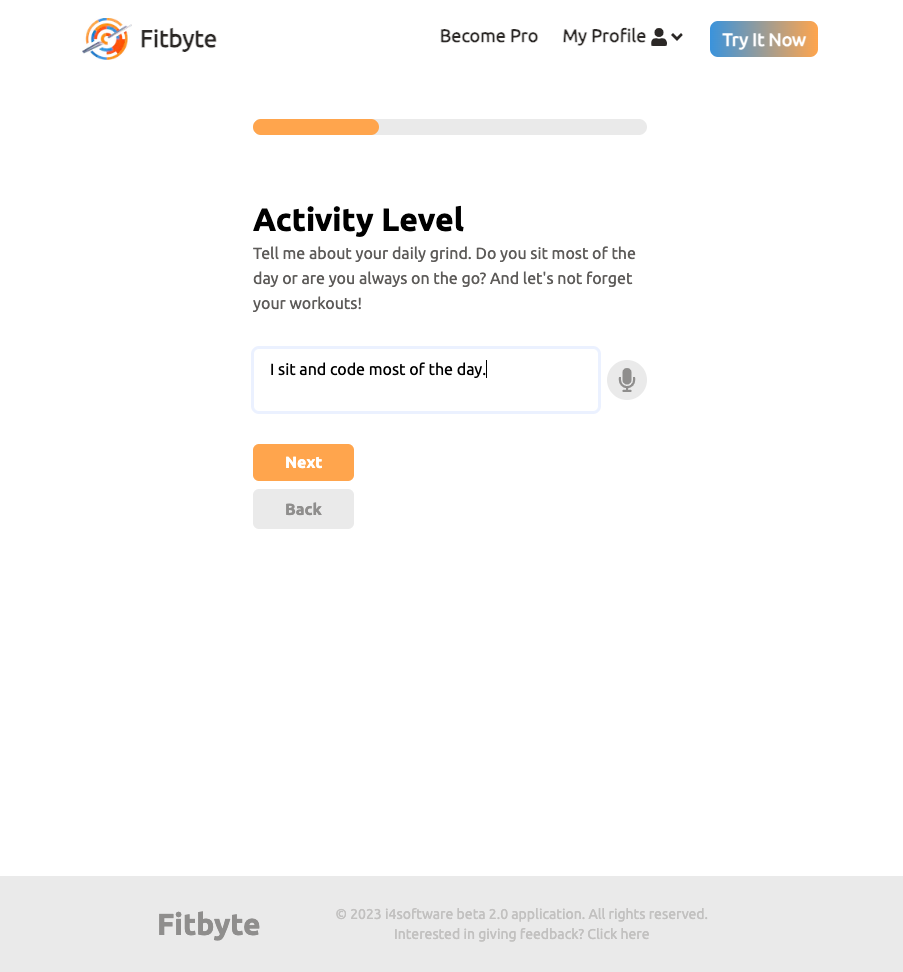 Fitbyte
Become Pro
My Profile
Try It Now
Activity Level
Tell me about your daily grind. Do you sit most of the
day or are you always on the go? And let's not forget
your workouts!
I sit and code most of the day.
Next
Back
Fitbyte
© 2023 i4software beta 2.0 application. All rights reserved.
Interested in giving feedback? Click here